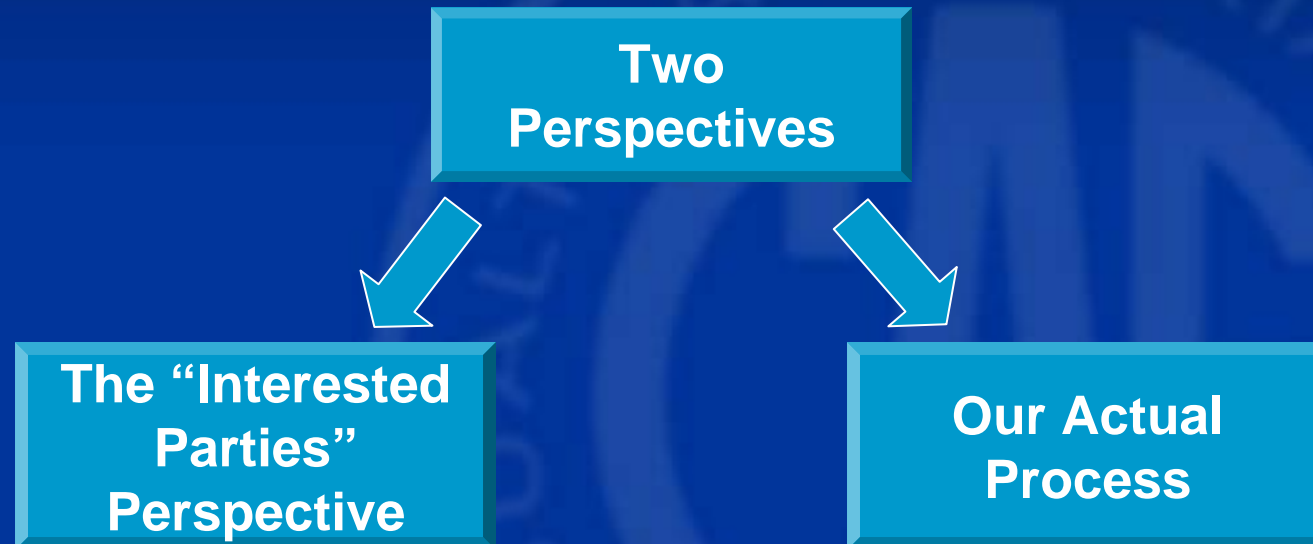 Two
Perspectives
The “Interested
Parties”
Perspective
Our Actual
Process